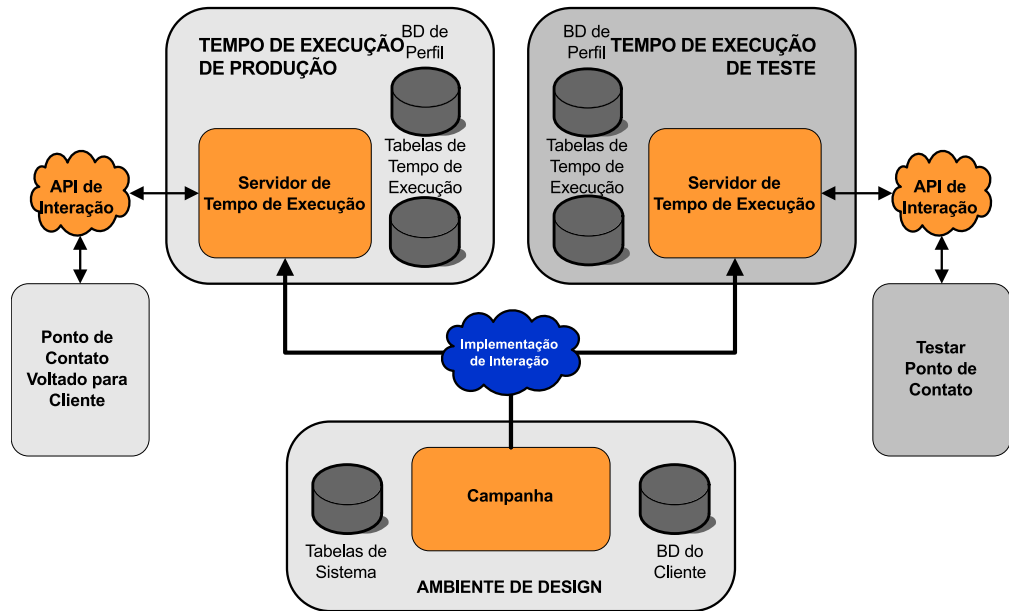 TEMPO DE EXECUÇÃO
DE PRODUÇÃO
BD de
Perfil
Tabelas de
Tempo de
Execução
Servidor de
Tempo de Execução
API de
Interação
Ponto de
Contato
Voltado para
Cliente
BD de
Perfil
TEMPO DE EXECUÇÃO
DE TESTE
Tabelas de
Tempo de
Execução
Servidor de
Tempo de Execução
API de
Interação
Testar
Ponto de
Contato
Implementação
de Interação
Campanha
Tabelas de
Sistema
BD do
Cliente
AMBIENTE DE DESIGN